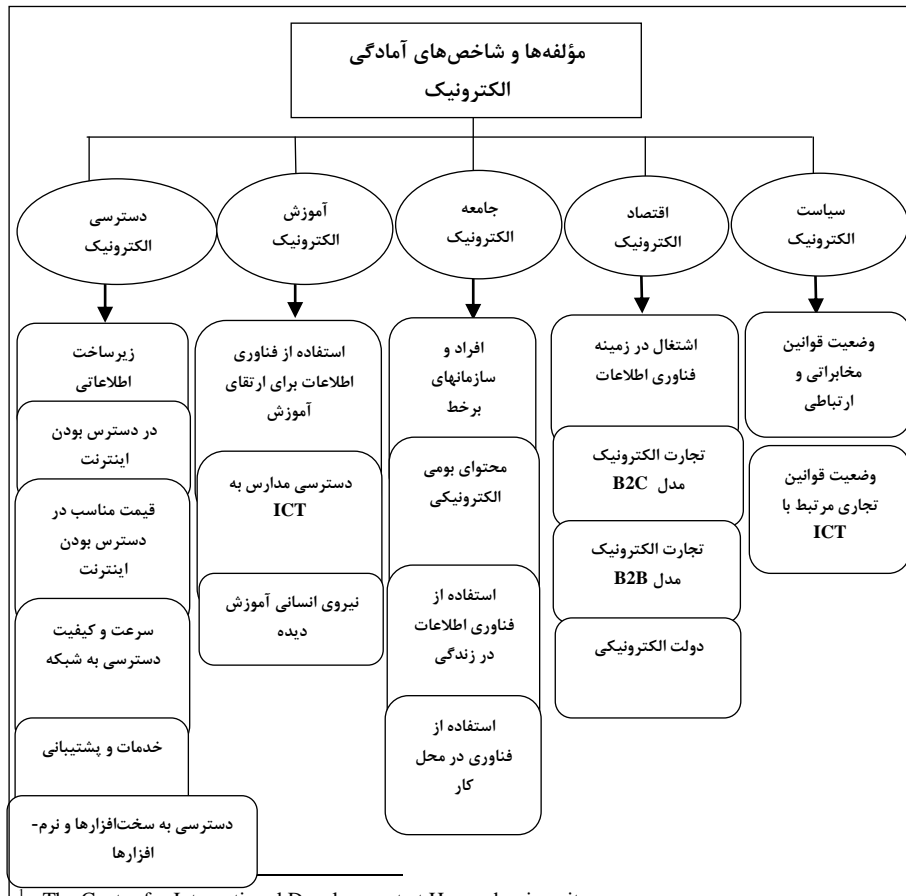 مؤلفه‌ها و شاخص‌های آمادگی
الکترونیک
سیاست
الکترونیک
اقتصاد
الکترونیک
جامعه
الکترونیک
آموزش
الکترونیک
دسترسی
الکترونیک
وضعیت قوانین
مخابراتی و
ارتباطی
وضعیت قوانین
تجاری مرتبط با
ICT
اشتغال در زمینه
فناوری اطلاعات
تجارت الکترونیک
مدل B2C
تجارت الکترونیک
مدل B2B
دولت الکترونیکی
افراد و
سازمانهای
برخط
محتوای بومی
الکترونیکی
استفاده از
فناوری اطلاعات
در زندگی
استفاده از
فناوری در محل
کار
استفاده از فناوری
اطلاعات برای ارتقای
آموزش
دسترسی مدارس به
ICT
نیروی انسانی آموزش
دیده
زیرساخت
اطلاعاتی
در دسترس بودن
اینترنت
قیمت مناسب در
دسترس بودن
اینترنت
سرعت و کیفیت
دسترسی به شبکه
خدمات و پشتیبانی
دسترسی به سخت‌افزارها و نرم-
افزارها